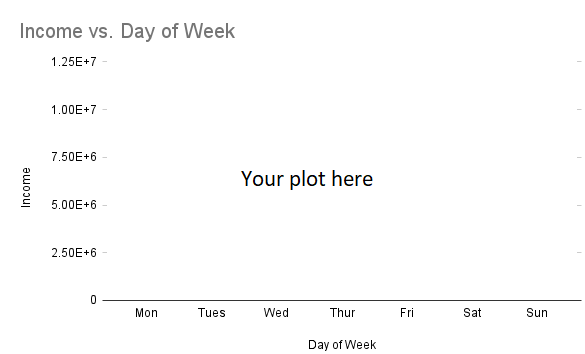 Income vs. Day of Week
1.25E+7
1.00E+7
7.50E+6
Your plot here
Income
5.00E+6
2.50E+6
0
Mon Tues Wed Thur Fri Sat Sun
Day of Week